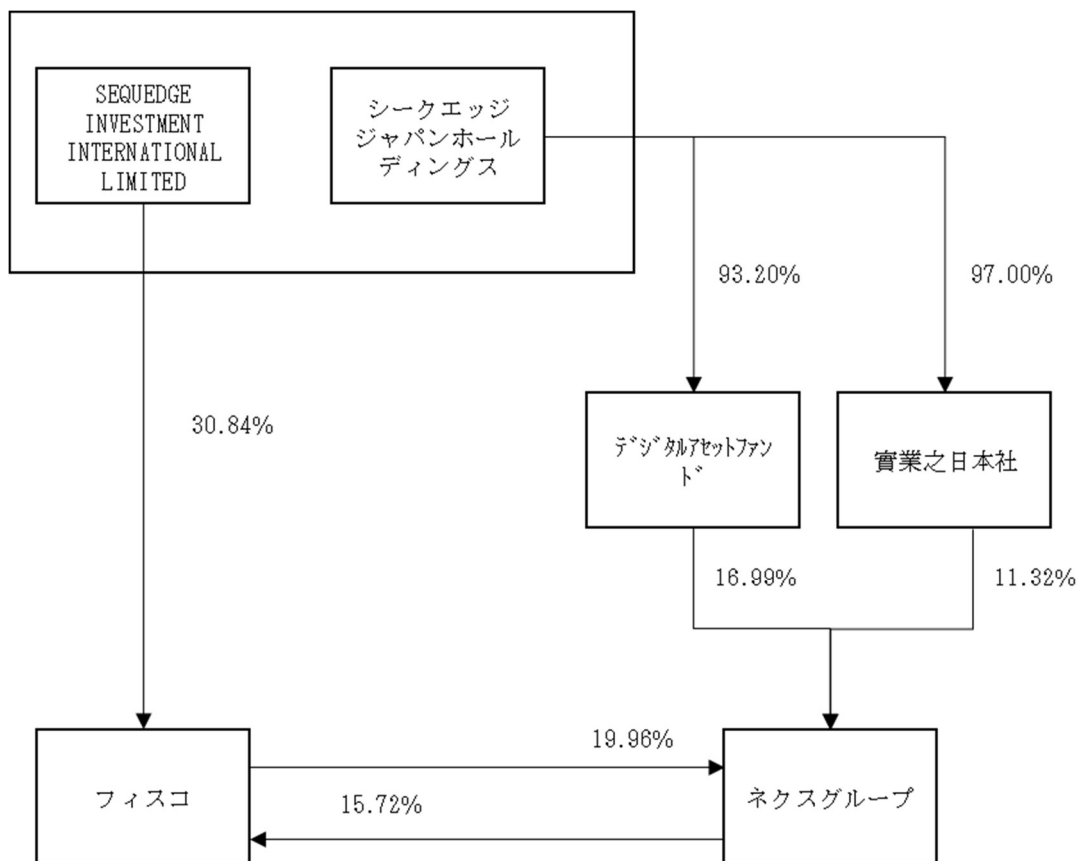 SEQUEDGE
INVESTMENT
INTERNATIONAL
LIMITED
シークエッジ
ジャパンホール
ディングス
93.20%
97.00%
30.84%
ﾃﾞｼﾞﾀﾙｱｾｯﾄﾌｧﾝ
ﾄﾞ
實業之日本社
16.99%
11.32%
19.96%
フィスコ
15.72%
ネクスグループ